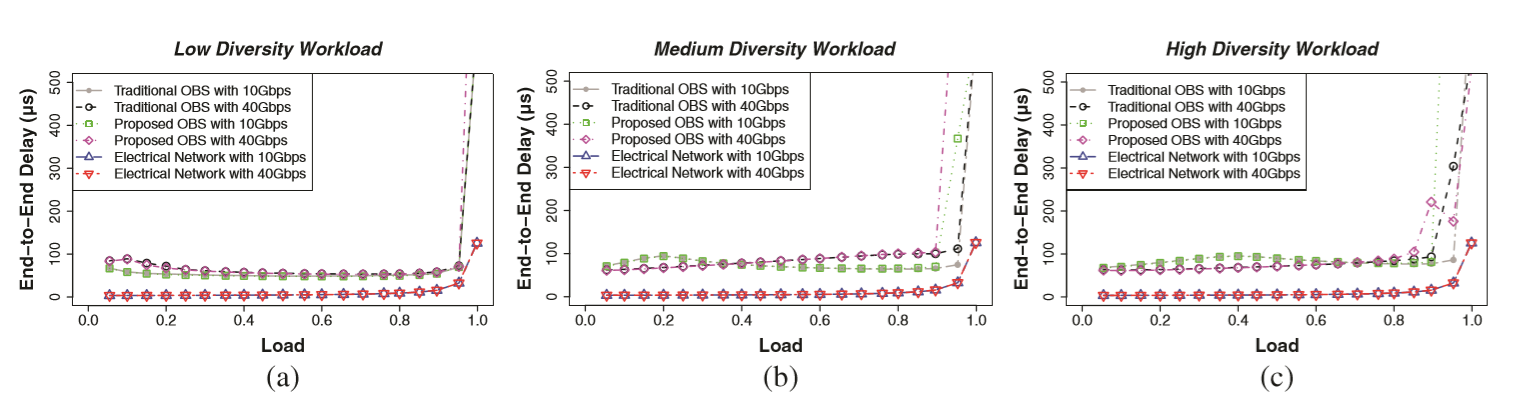 Low Diversity Workload
End−to−End Delay (μs)
500
400
300
200
100
0
Traditional OBS with 10Gbps
Traditional OBS with 40Gbps
Proposed OBS with 10Gbps
Proposed OBS with 40Gbps
Electrical Network with 10Gbps
Electrical Network with 40Gbps
0.0 0.2 0.4 0.6 0.8 1.0
Load
(a)
Medium Diversity Workload
End−to−End Delay (μs)
500
400
300
200
100
0
Traditional OBS with 10Gbps
Traditional OBS with 40Gbps
Proposed OBS with 10Gbps
Proposed OBS with 40Gbps
Electrical Network with 10Gbps
Electrical Network with 40Gbps
0.0 0.2 0.4 0.6 0.8 1.0
Load
(b)
High Diversity Workload
End−to−End Delay (μs)
500
400
300
200
100
0
Traditional OBS with 10Gbps
Traditional OBS with 40Gbps
Proposed OBS with 10Gbps
Proposed OBS with 40Gbps
Electrical Network with 10Gbps
Electrical Network with 40Gbps
0.0 0.2 0.4 0.6 0.8 1.0
Load
(c)